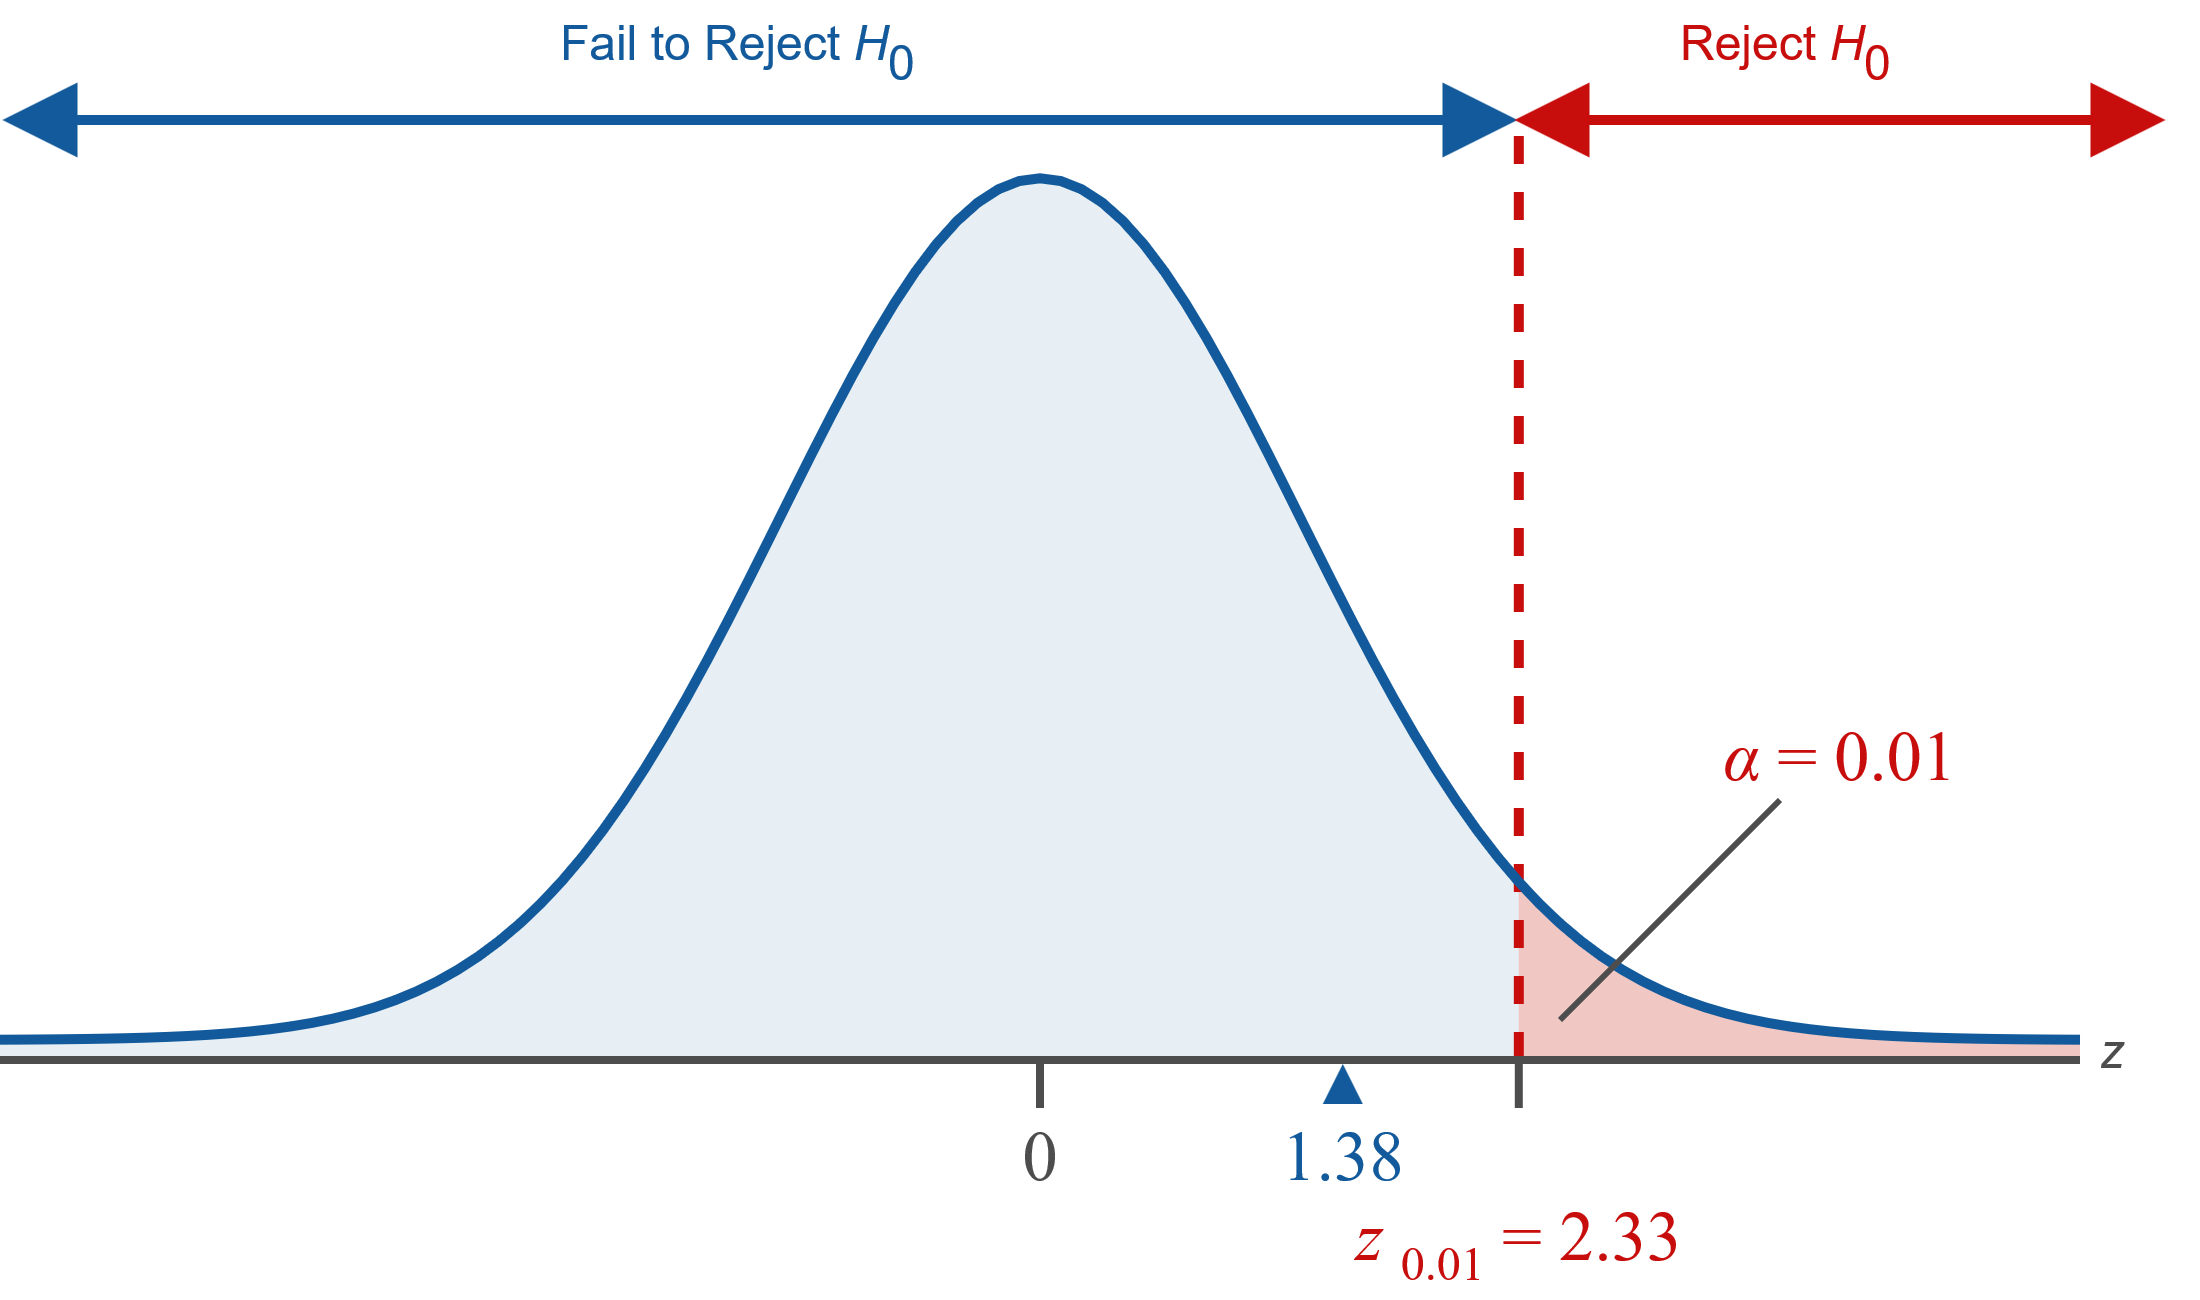 Fail to Reject H0
Reject H0
α = 0.01
z
0
1.38
z 0.01 = 2.33